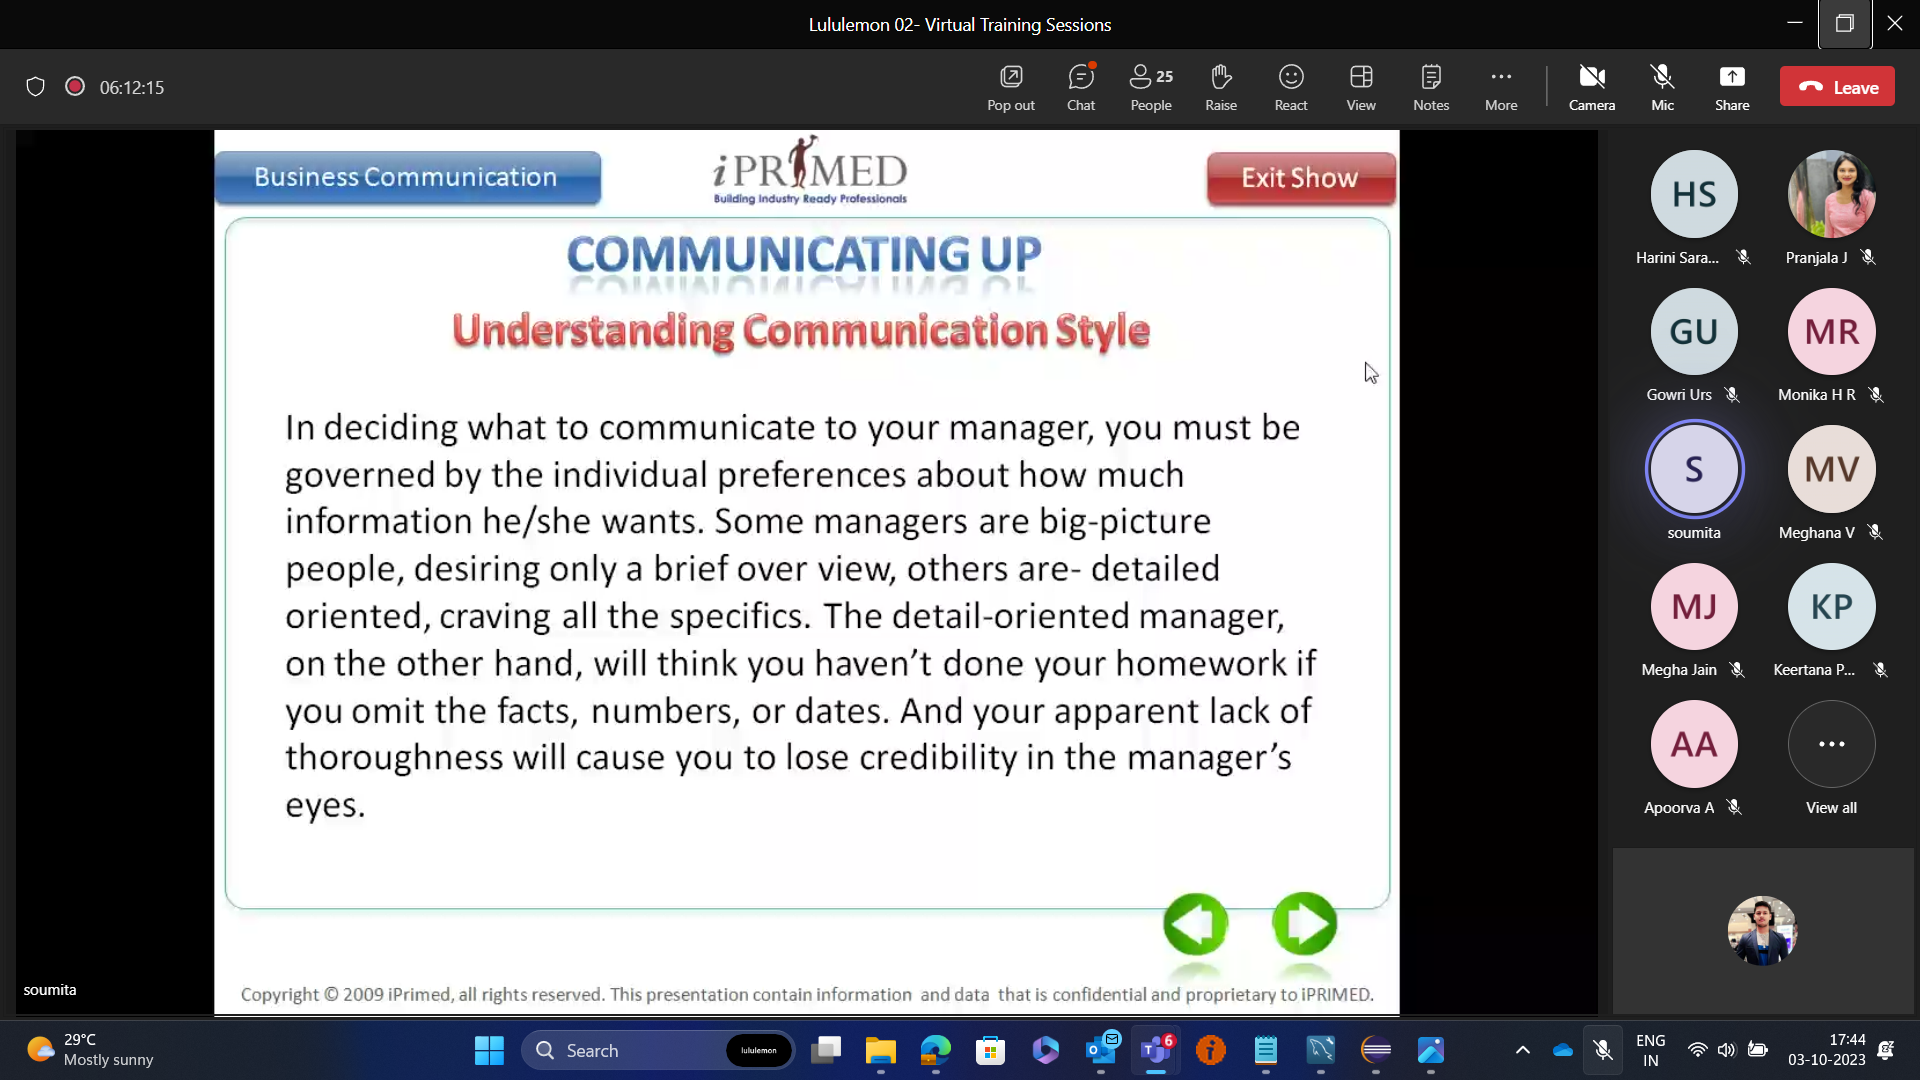 Lululemon 02- Virtual Training Sessions
06:12:15
Pop out
Chat
25
People
Raise
React
View
Notes
More
Camera
Mic
Share
Leave
Business Communication
iPRIMED
Building Industry Ready Professionals
Exit Show
COMMUNICATING UP
Understanding Communication Style
In deciding what to communicate to your manager, you must be
governed by the individual preferences about how much
information he/she wants. Some managers are big-picture
people, desiring only a brief over view, others are- detailed
oriented, craving all the specifics. The detail-oriented manager,
on the other hand, will think you haven't done your homework if
you omit the facts, numbers, or dates. And your apparent lack of
thoroughness will cause you to lose credibility in the manager's
eyes.
Copyright © 2009 iPrimed, all rights reserved. This presentation contain information and data that is confidential and proprietary to iPRIMED.
soumita
HS
Harini Sara...
Pranjala J
GU
Gowri Urs
MR
Monika H R
S
soumita
MV
Meghana V
MJ
Megha Jain
KP
Keertana P...
AA
Apoorva A
View all
29°C
Mostly sunny
Search
lululemon
6
ENG
IN
17:44
03-10-2023